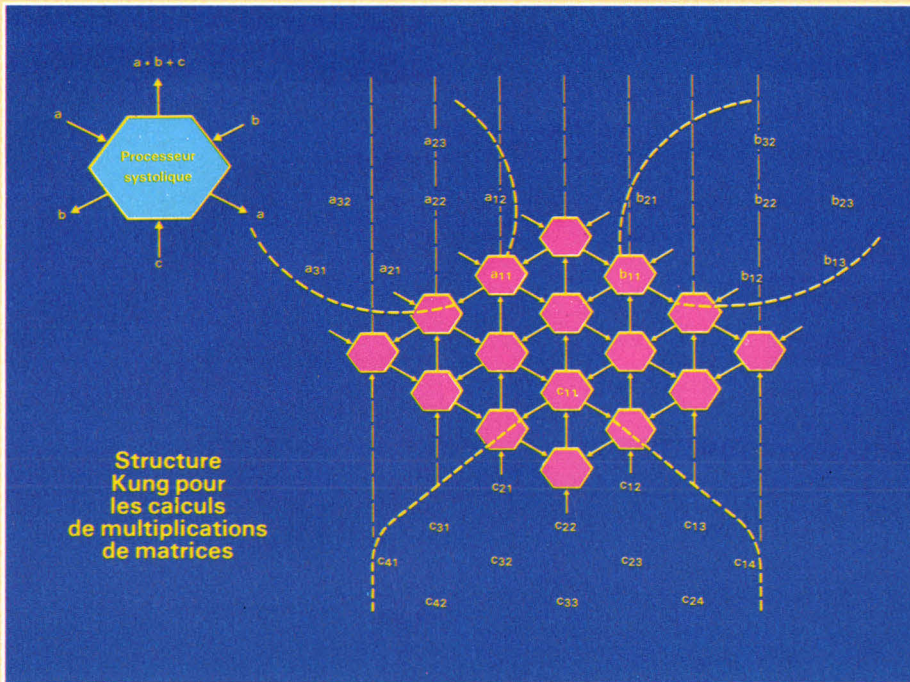 a * b + c
a
b
Processeur
systolique
b
a
c
a23
b32
a32
a22
a12
b21
b22
b23
a31
a21
a11
b11
b12
b13
c11
Structure
Kung pour
les calculs
de multiplications
de matrices
c21
c12
c31
c22
c13
c41
c32
c23
c14
c42
c33
c24